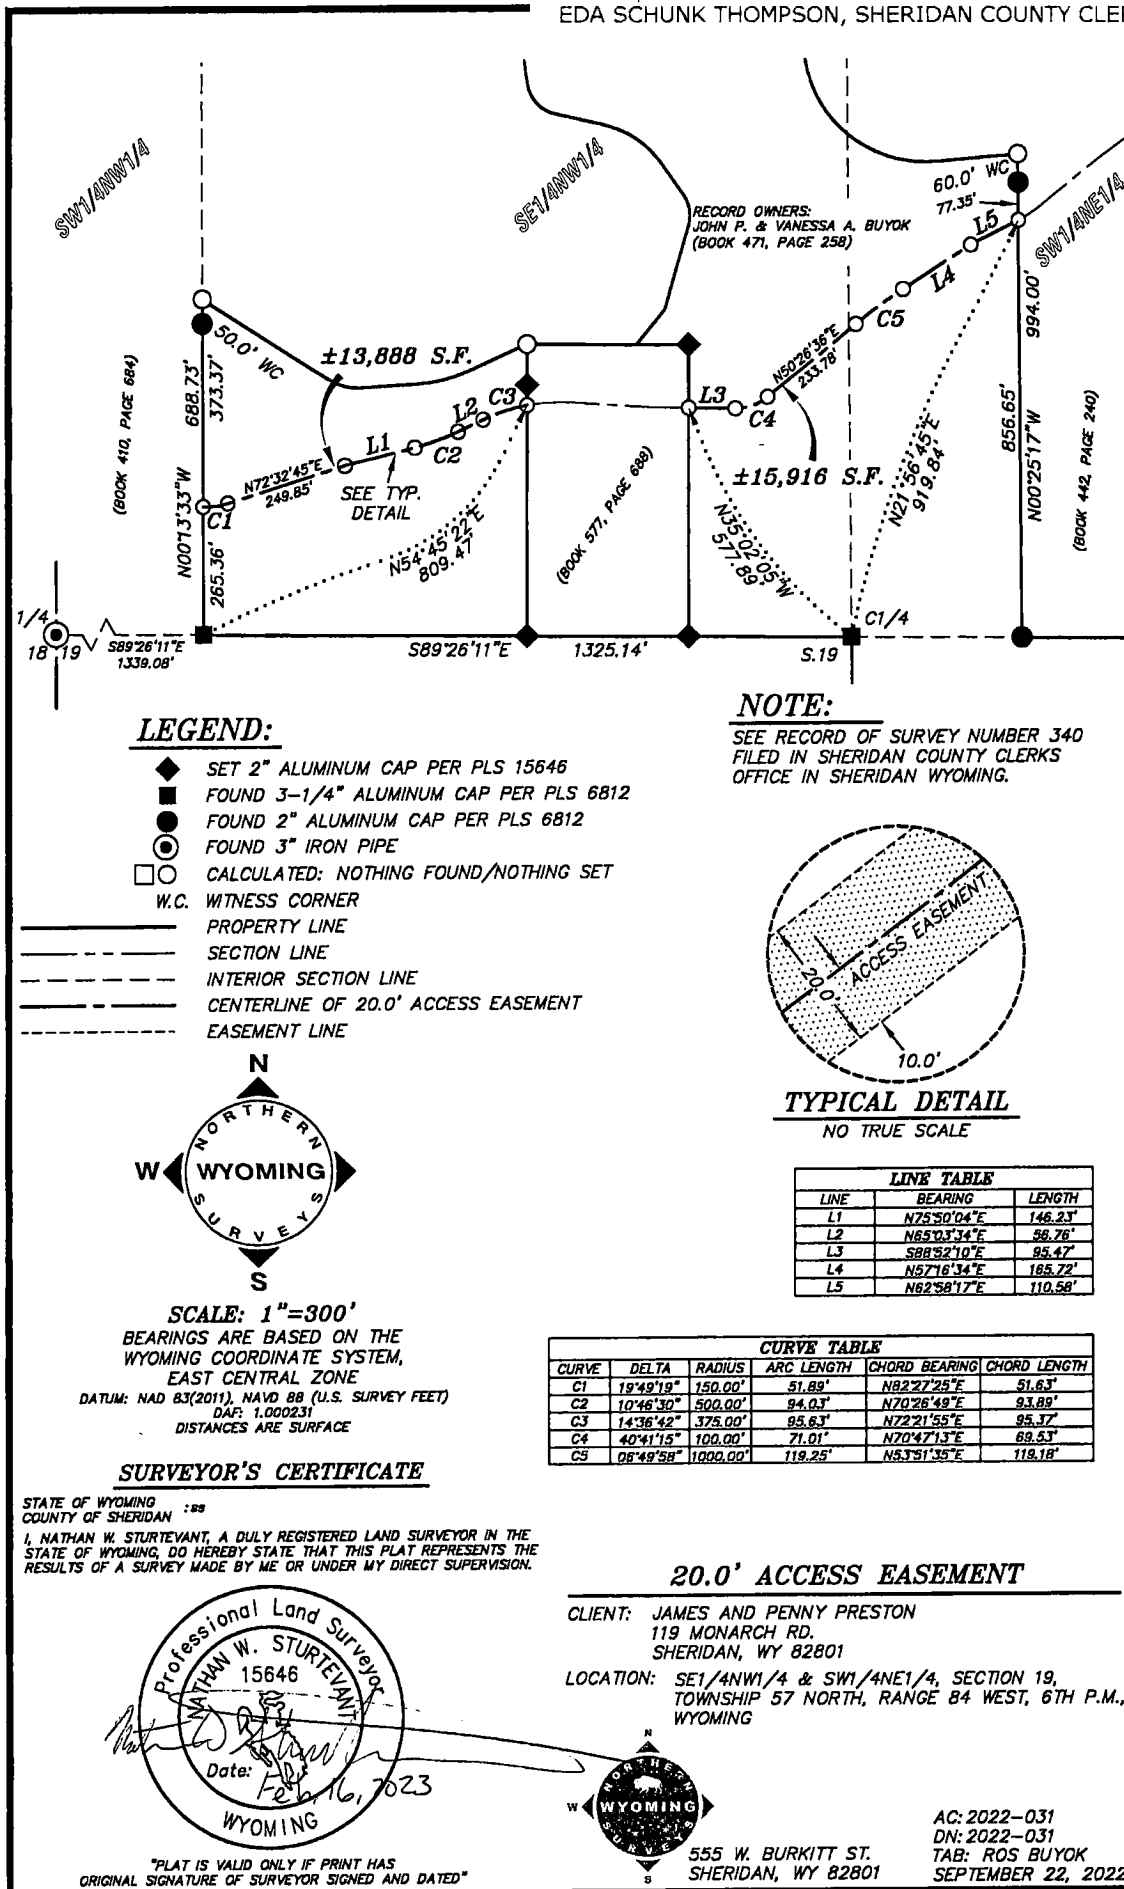 EDA SCHUNK THOMPSON, SHERIDAN COUNTY CLE
SW1/4NW1/4
SE1/4NW1/4
SW1/4NE1/4
RECORD OWNERS:
JOHN P. & VANESSA A. BUYOK
(BOOK 471, PAGE 258)
60.0' WC
77.35'
L5
L4
C5
994.00'
50.0' WC
±13,888 S.F.
N50°26'36"E
233.78'
688.73'
373.37'
(BOOK 410, PAGE 684)
L2
C3
L3
C4
L1
C2
N72°32'45"E
249.85'
SEE TYP.
DETAIL
C1
±15,916 S.F.
N21°56'45"E
919.84'
856.65'
N00°25'17"W
(BOOK 442, PAGE 240)
N00°13'33"W
265.36'
N54°45'22"E
809.47'
(BOOK 577, PAGE 688)
N35°02'05"W
577.89'
1/4
18 19
S89°26'11"E
1339.08'
S89°26'11"E 1325.14'
C1/4
S.19
LEGEND:
SET 2" ALUMINUM CAP PER PLS 15646
FOUND 3-1/4" ALUMINUM CAP PER PLS 6812
FOUND 2" ALUMINUM CAP PER PLS 6812
FOUND 3" IRON PIPE
CALCULATED: NOTHING FOUND/NOTHING SET
W.C. WITNESS CORNER
PROPERTY LINE
SECTION LINE
INTERIOR SECTION LINE
CENTERLINE OF 20.0' ACCESS EASEMENT
EASEMENT LINE
NOTE:
SEE RECORD OF SURVEY NUMBER 340
FILED IN SHERIDAN COUNTY CLERKS
OFFICE IN SHERIDAN WYOMING.
ACCESS EASEMENT
20.0'
10.0'
TYPICAL DETAIL
NO TRUE SCALE
N
NORTHERN
W WYOMING
SURVEYS
S
SCALE: 1"=300'
BEARINGS ARE BASED ON THE
WYOMING COORDINATE SYSTEM,
EAST CENTRAL ZONE
DATUM: NAD 83(2011), NAVD 88 (U.S. SURVEY FEET)
DAF: 1.000231
DISTANCES ARE SURFACE
LINE TABLE
LINE BEARING LENGTH
L1 N75°50'04"E 146.23'
L2 N65°03'34"E 56.76'
L3 S88°52'10"E 95.47'
L4 N57°16'34"E 165.72'
L5 N62°58'17"E 110.58'
CURVE TABLE
CURVE DELTA RADIUS ARC LENGTH CHORD BEARING CHORD LENGTH
C1 19°49'19" 150.00' 51.89' N82°27'25"E 51.63'
C2 10°46'30" 500.00' 94.03' N70°26'49"E 93.89'
C3 14°36'42" 375.00' 95.63' N72°21'55"E 95.37'
C4 40°41'15" 100.00' 71.01' N70°47'13"E 69.53'
C5 06°49'58" 1000.00' 119.25' N53°51'35"E 119.18'
SURVEYOR'S CERTIFICATE
STATE OF WYOMING
COUNTY OF SHERIDAN :ss
I, NATHAN W. STURTEVANT, A DULY REGISTERED LAND SURVEYOR IN THE
STATE OF WYOMING, DO HEREBY STATE THAT THIS PLAT REPRESENTS THE
RESULTS OF A SURVEY MADE BY ME OR UNDER MY DIRECT SUPERVISION.
Professional Land Surveyor
NATHAN W. STURTEVANT
15646
Date: Feb. 16, 2023
WYOMING
"PLAT IS VALID ONLY IF PRINT HAS
ORIGINAL SIGNATURE OF SURVEYOR SIGNED AND DATED"
20.0' ACCESS EASEMENT
CLIENT: JAMES AND PENNY PRESTON
119 MONARCH RD.
SHERIDAN, WY 82801
LOCATION: SE1/4NW1/4 & SW1/4NE1/4, SECTION 19,
TOWNSHIP 57 NORTH, RANGE 84 WEST, 6TH P.M.,
WYOMING
N
NORTHERN
W WYOMING
SURVEYS
S
555 W. BURKITT ST.
SHERIDAN, WY 82801
AC: 2022-031
DN: 2022-031
TAB: ROS BUYOK
SEPTEMBER 22, 2022